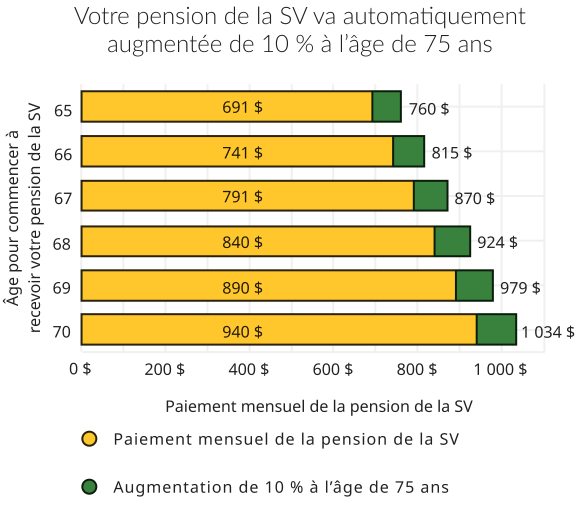 Votre pension de la SV va automatiquement
augmentée de 10 % à l’âge de 75 ans
Âge pour commencer à
recevoir votre pension de la SV
65 691 $ 760 $
66 741 $ 815 $
67 791 $ 870 $
68 840 $ 924 $
69 890 $ 979 $
70 940 $ 1 034 $
0 $ 200 $ 400 $ 600 $ 800 $ 1 000 $
Paiement mensuel de la pension de la SV
Paiement mensuel de la pension de la SV
Augmentation de 10 % à l’âge de 75 ans